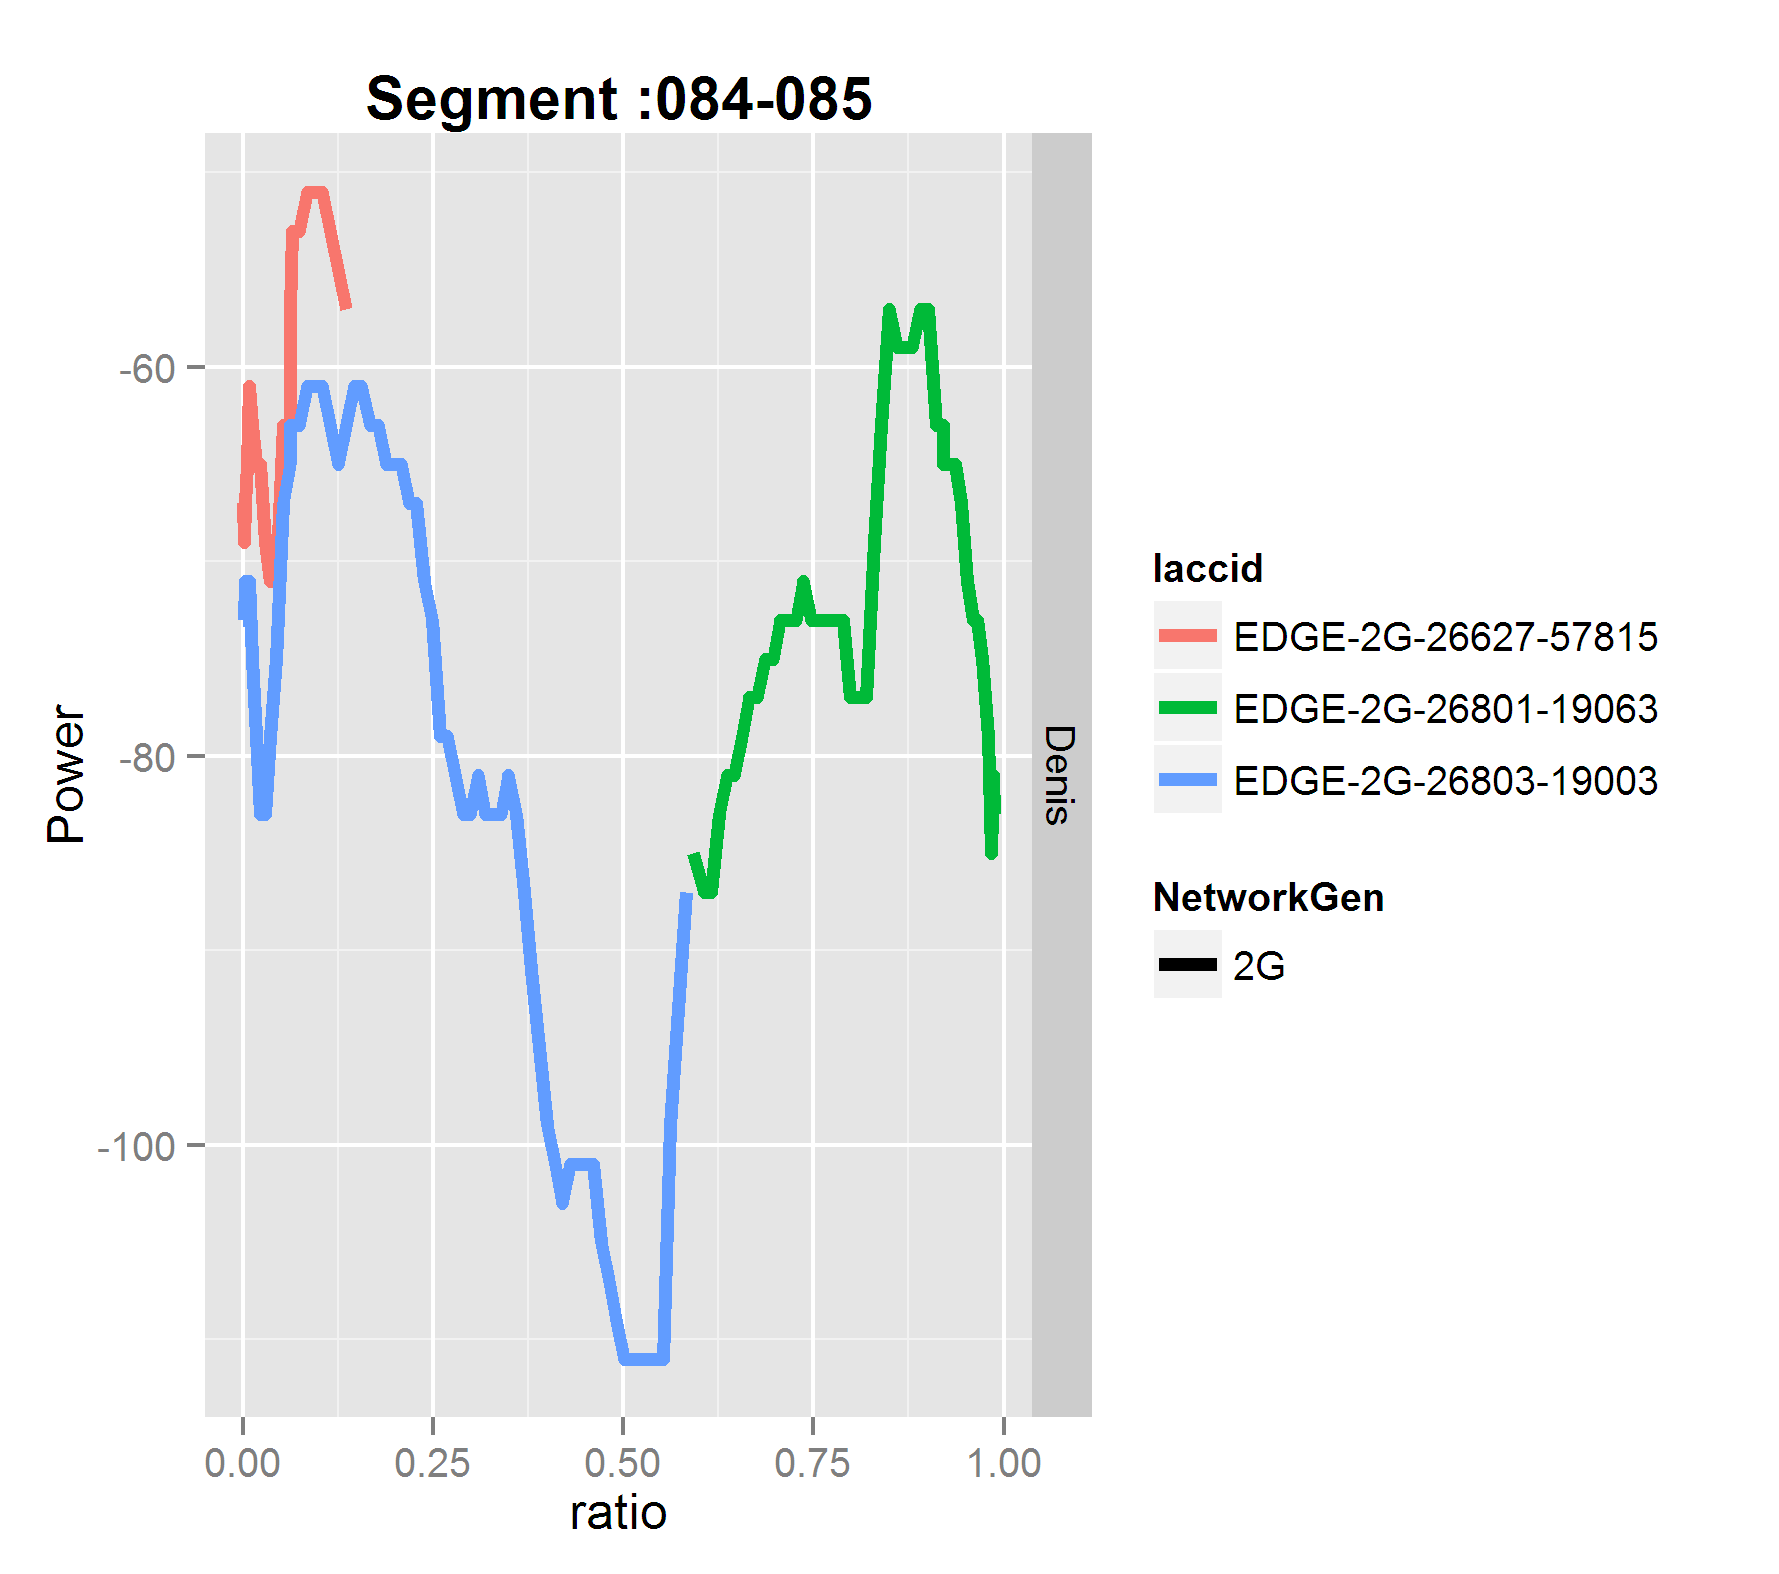 Segment :084-085
Power
-60
-80
-100
0.00 0.25 0.50 0.75 1.00
ratio
Denis
laccid
EDGE-2G-26627-57815
EDGE-2G-26801-19063
EDGE-2G-26803-19003
NetworkGen
2G